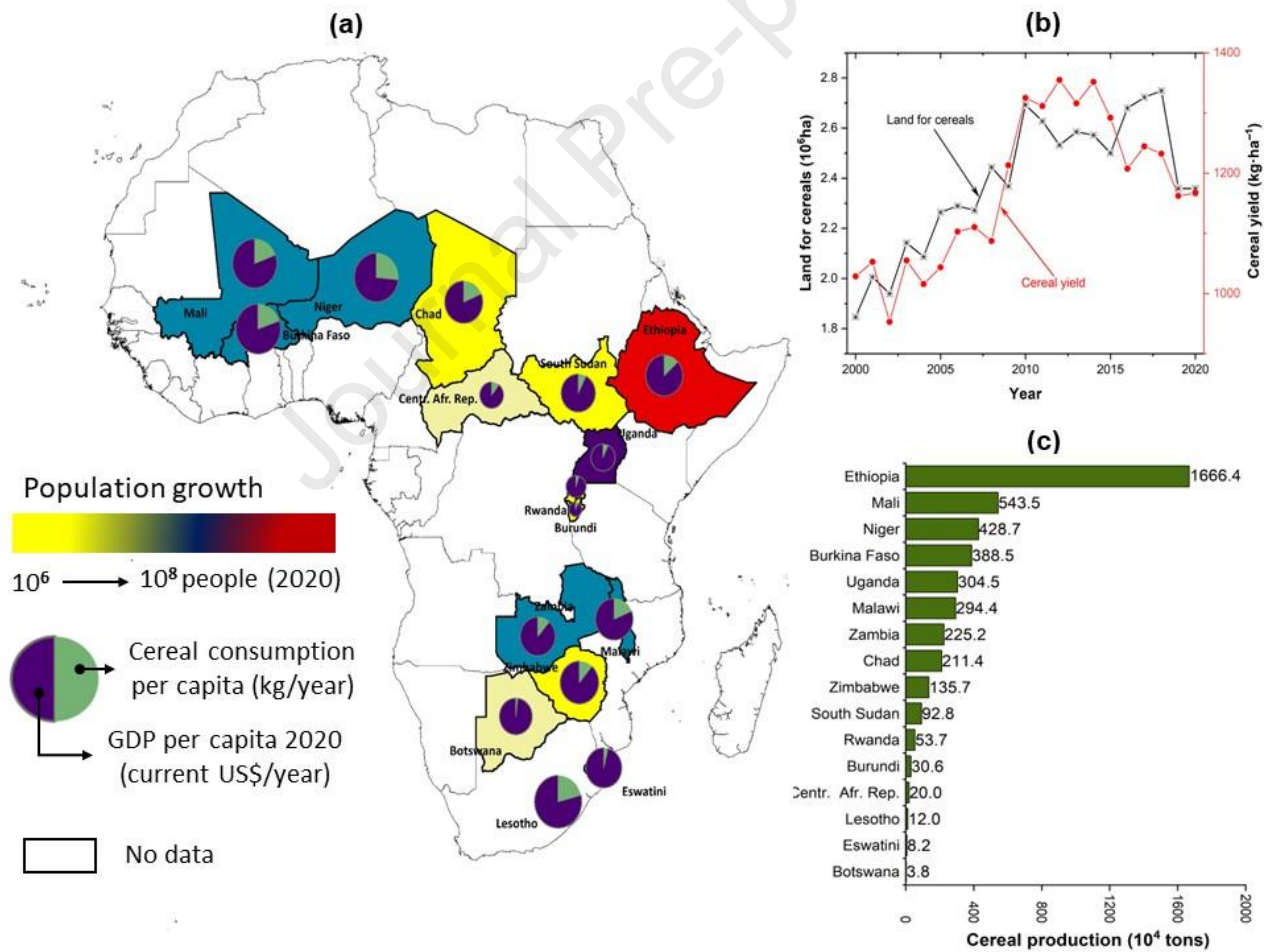 (a)
Journal Pre-p
Mali
Niger
Burkina Faso
Chad
Centr. Afr. Rep.
South Sudan
Ethiopia
Uganda
Rwanda
Burundi
Zambia
Malawi
Zimbabwe
Botswana
Eswatini
Lesotho
Population growth
10⁶ 10⁸ people (2020)
Cereal consumption
per capita (kg/year)
GDP per capita 2020
(current US$/year)
No data
(b)
Land for cereals (10⁶ha)
2.8
2.6
2.4
2.2
2.0
1.8
Land for cereals
Cereal yield
1400
1200
1000
Cereal yield (kg·ha⁻¹)
2000 2005 2010 2015 2020
Year
(c)
Ethiopia 1666.4
Mali 543.5
Niger 428.7
Burkina Faso 388.5
Uganda 304.5
Malawi 294.4
Zambia 225.2
Chad 211.4
Zimbabwe 135.7
South Sudan 92.8
Rwanda 53.7
Burundi 30.6
Centr. Afr. Rep. 20.0
Lesotho 12.0
Eswatini 8.2
Botswana 3.8
0 400 800 1200 1600 2000
Cereal production (10⁴ tons)